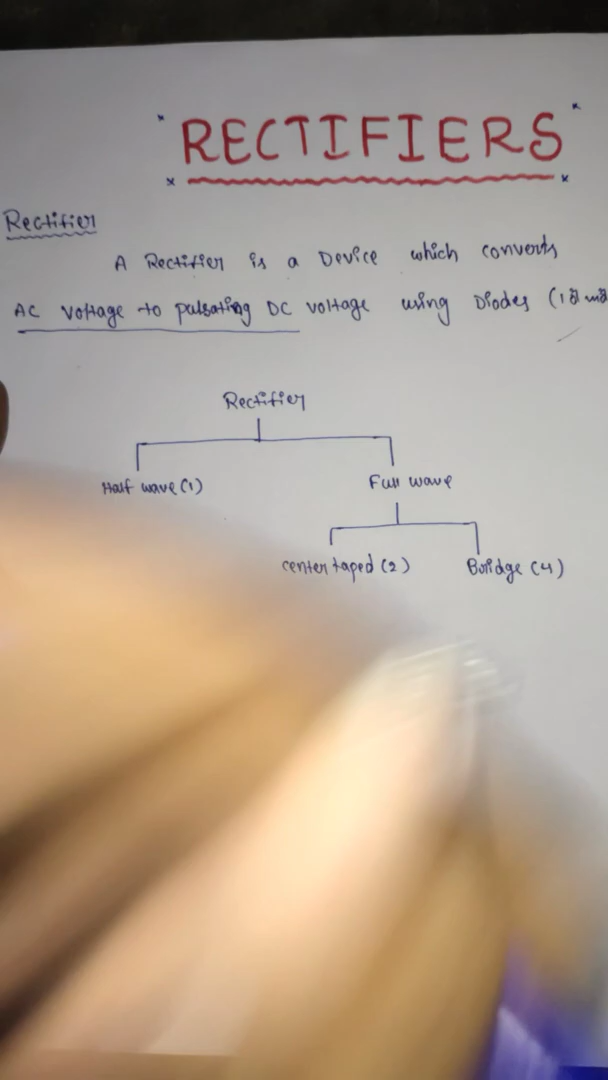 RECTIFIERS
Rectifier
A Rectifier is a Device which converts
AC voltage to pulsating DC voltage using Diodes (1
Rectifier
Half wave (1)
Full wave
center taped (2)
Bridge (4)